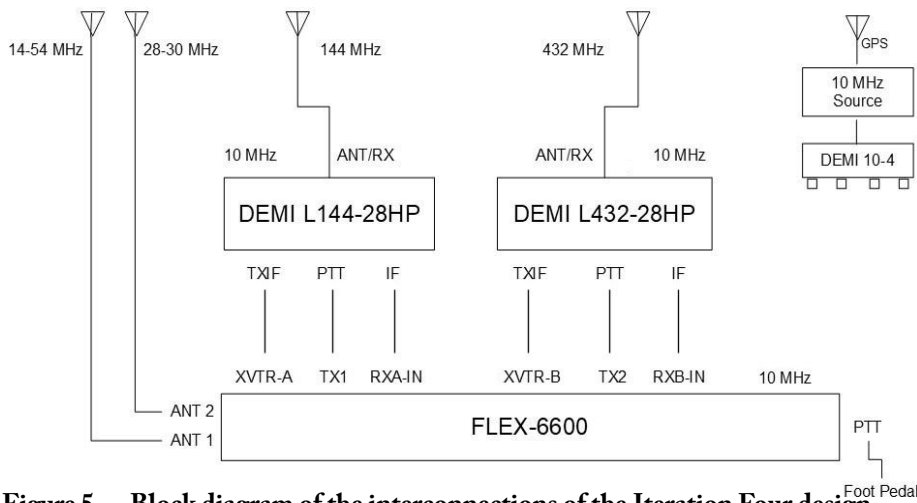 14-54 MHz
28-30 MHz
144 MHz
432 MHz
GPS
10 MHz
Source
DEMI 10-4
10 MHz
ANT/RX
ANT/RX
10 MHz
DEMI L144-28HP
DEMI L432-28HP
TXIF
PTT
IF
TXIF
PTT
IF
XVTR-A
TX1
RXA-IN
XVTR-B
TX2
RXB-IN
10 MHz
ANT 2
ANT 1
FLEX-6600
PTT
Foot Pedal
Figure 5 — Block diagram of the interconnections of the Iteration Four design